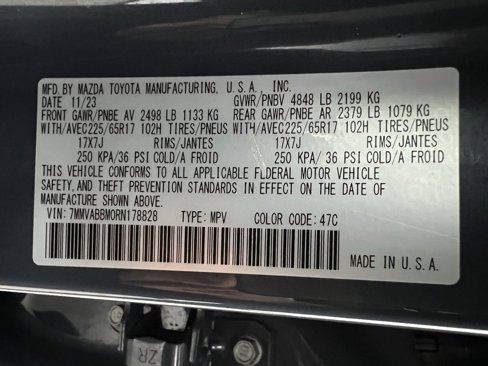 MFD. BY MAZDA TOYOTA MANUFACTURING, U.S.A., INC.
DATE 11/23 GVWR/PNBV 4848 LB 2199 KG
FRONT GAWR/PNBE AV 2498 LB 1133 KG REAR GAWR/PNBE AR 2379 LB 1079 KG
WITH/AVEC225/65R17 102H TIRES/PNEUS WITH/AVEC225/65R17 102H TIRES/PNEUS
17X7J RIMS/JANTES 17X7J RIMS/JANTES
250 KPA/36 PSI COLD/A FROID 250 KPA/36 PSI COLD/A FROID
THIS VEHICLE CONFORMS TO ALL APPLICABLE FEDERAL MOTOR VEHICLE
SAFETY, AND THEFT PREVENTION STANDARDS IN EFFECT ON THE DATE OF
MANUFACTURE SHOWN ABOVE.
VIN: 7MMVABBM0RN178828 TYPE: MPV COLOR CODE: 47C
MADE IN U.S.A.
ZR